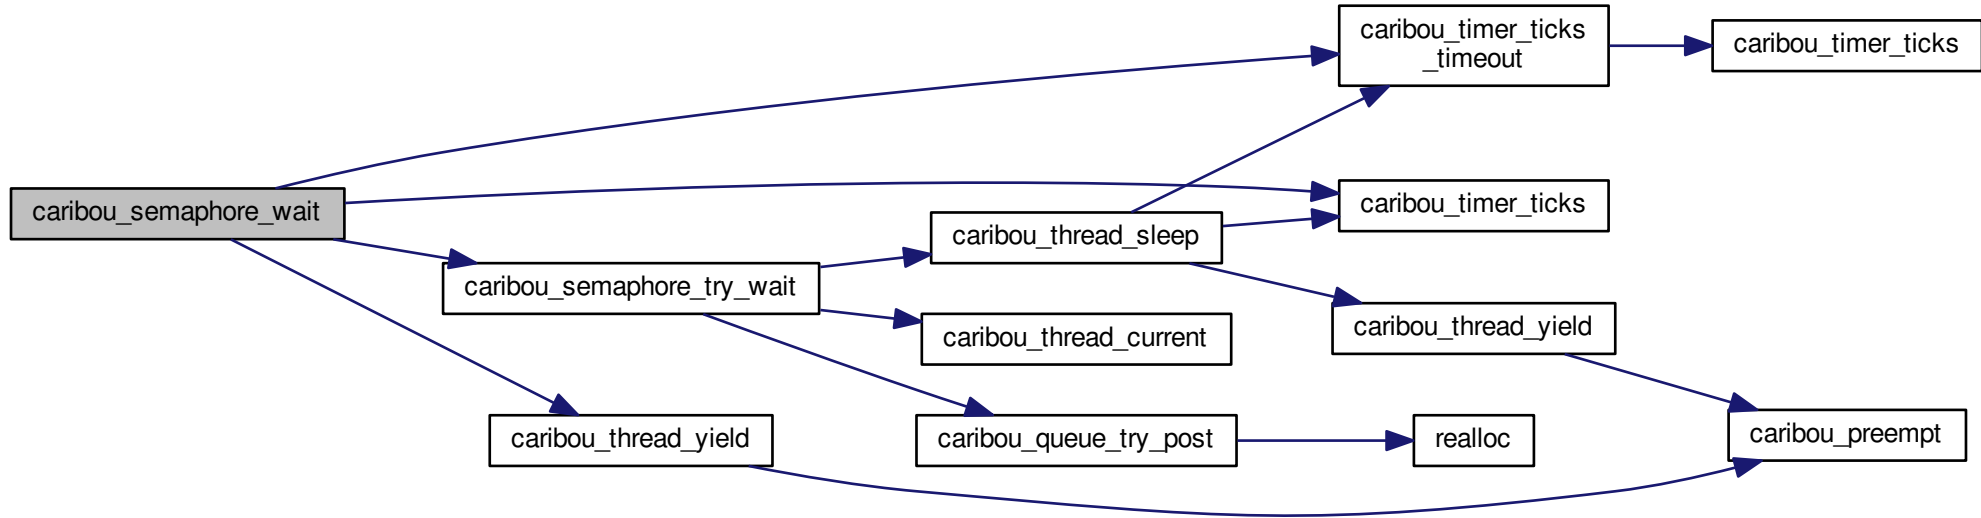 caribou_timer_ticks
_timeout
caribou_timer_ticks
caribou_semaphore_wait
caribou_timer_ticks
caribou_thread_sleep
caribou_semaphore_try_wait
caribou_thread_current
caribou_thread_yield
caribou_thread_yield
caribou_queue_try_post
realloc
caribou_preempt